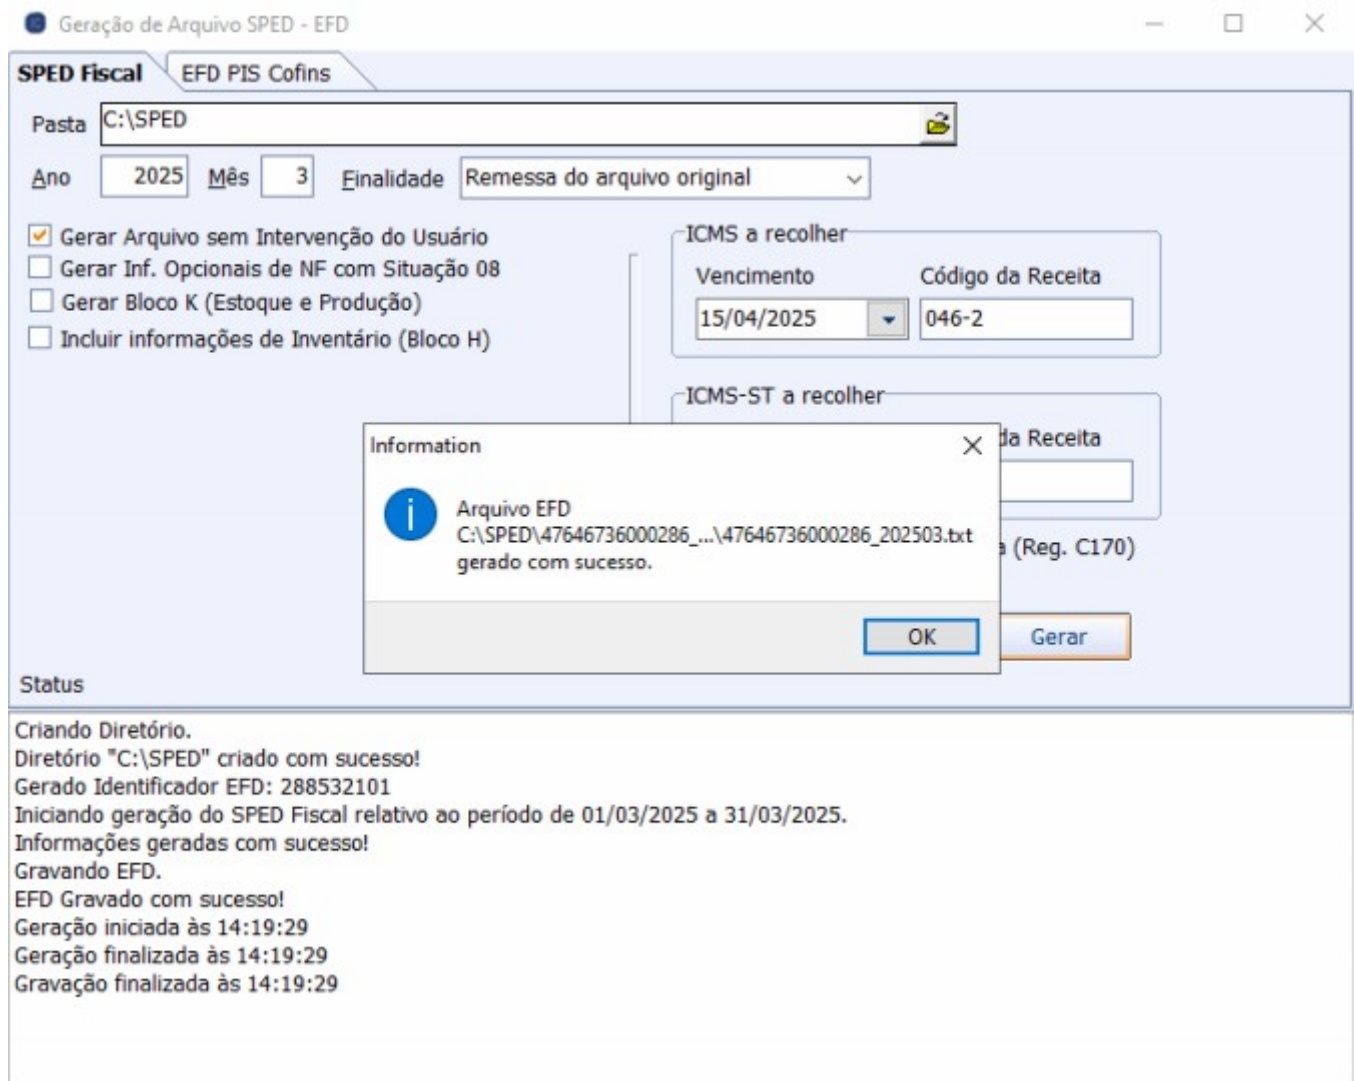 Geração de Arquivo SPED - EFD
SPED Fiscal EFD PIS Cofins
Pasta C:\SPED
Ano 2025 Mês 3 Finalidade Remessa do arquivo original
Gerar Arquivo sem Intervenção do Usuário
Gerar Inf. Opcionais de NF com Situação 08
Gerar Bloco K (Estoque e Produção)
Incluir informações de Inventário (Bloco H)
ICMS a recolher
Vencimento Código da Receita
15/04/2025 046-2
ICMS-ST a recolher
da Receita
(Reg. C170)
Information
Arquivo EFD
C:\SPED\47646736000286_...\47646736000286_202503.txt
gerado com sucesso.
OK
Gerar
Status
Criando Diretório.
Diretório "C:\SPED" criado com sucesso!
Gerado Identificador EFD: 288532101
Iniciando geração do SPED Fiscal relativo ao período de 01/03/2025 a 31/03/2025.
Informações geradas com sucesso!
Gravando EFD.
EFD Gravado com sucesso!
Geração iniciada às 14:19:29
Geração finalizada às 14:19:29
Gravação finalizada às 14:19:29